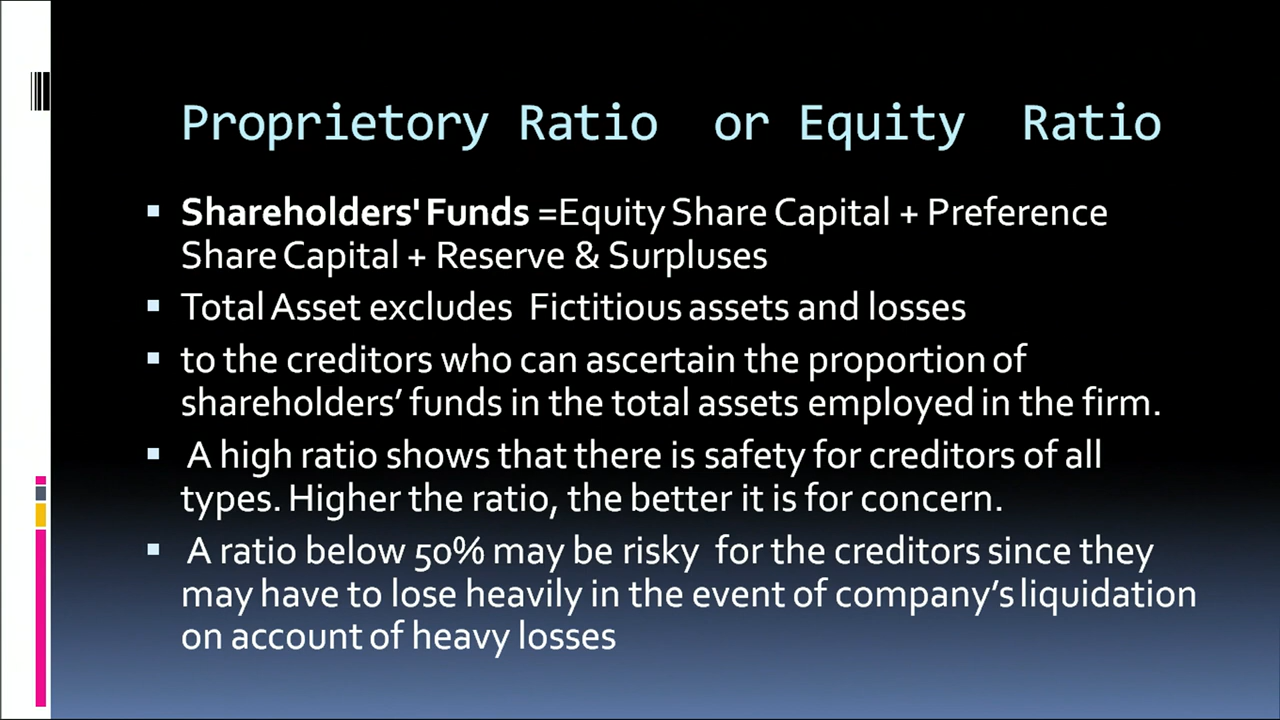 Proprietory Ratio or Equity Ratio
Shareholders' Funds =Equity Share Capital + Preference
Share Capital + Reserve & Surpluses
Total Asset excludes Fictitious assets and losses
to the creditors who can ascertain the proportion of
shareholders’ funds in the total assets employed in the firm.
A high ratio shows that there is safety for creditors of all
types. Higher the ratio, the better it is for concern.
A ratio below 50% may be risky for the creditors since they
may have to lose heavily in the event of company’s liquidation
on account of heavy losses